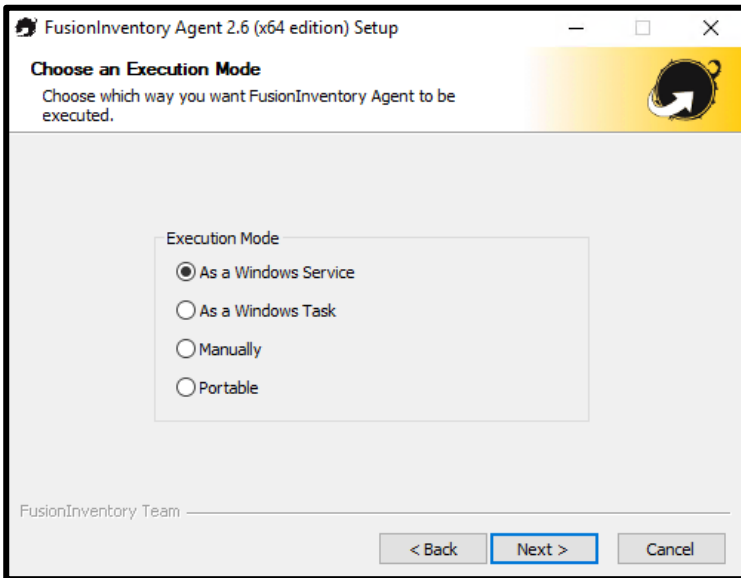 FusionInventory Agent 2.6 (x64 edition) Setup
Choose an Execution Mode
Choose which way you want FusionInventory Agent to be
executed.
Execution Mode
As a Windows Service
As a Windows Task
Manually
Portable
FusionInventory Team
< Back Next > Cancel